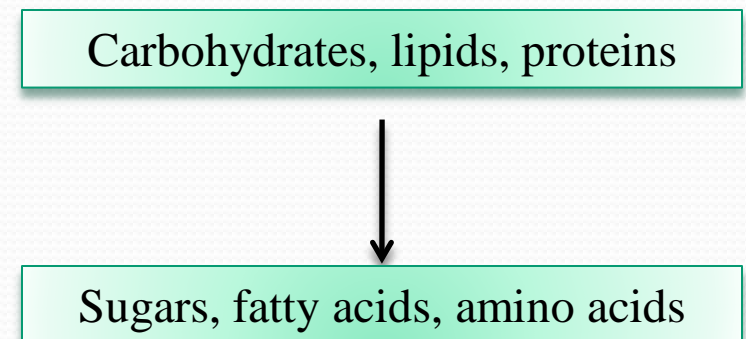 Carbohydrates, lipids, proteins
Sugars, fatty acids, amino acids